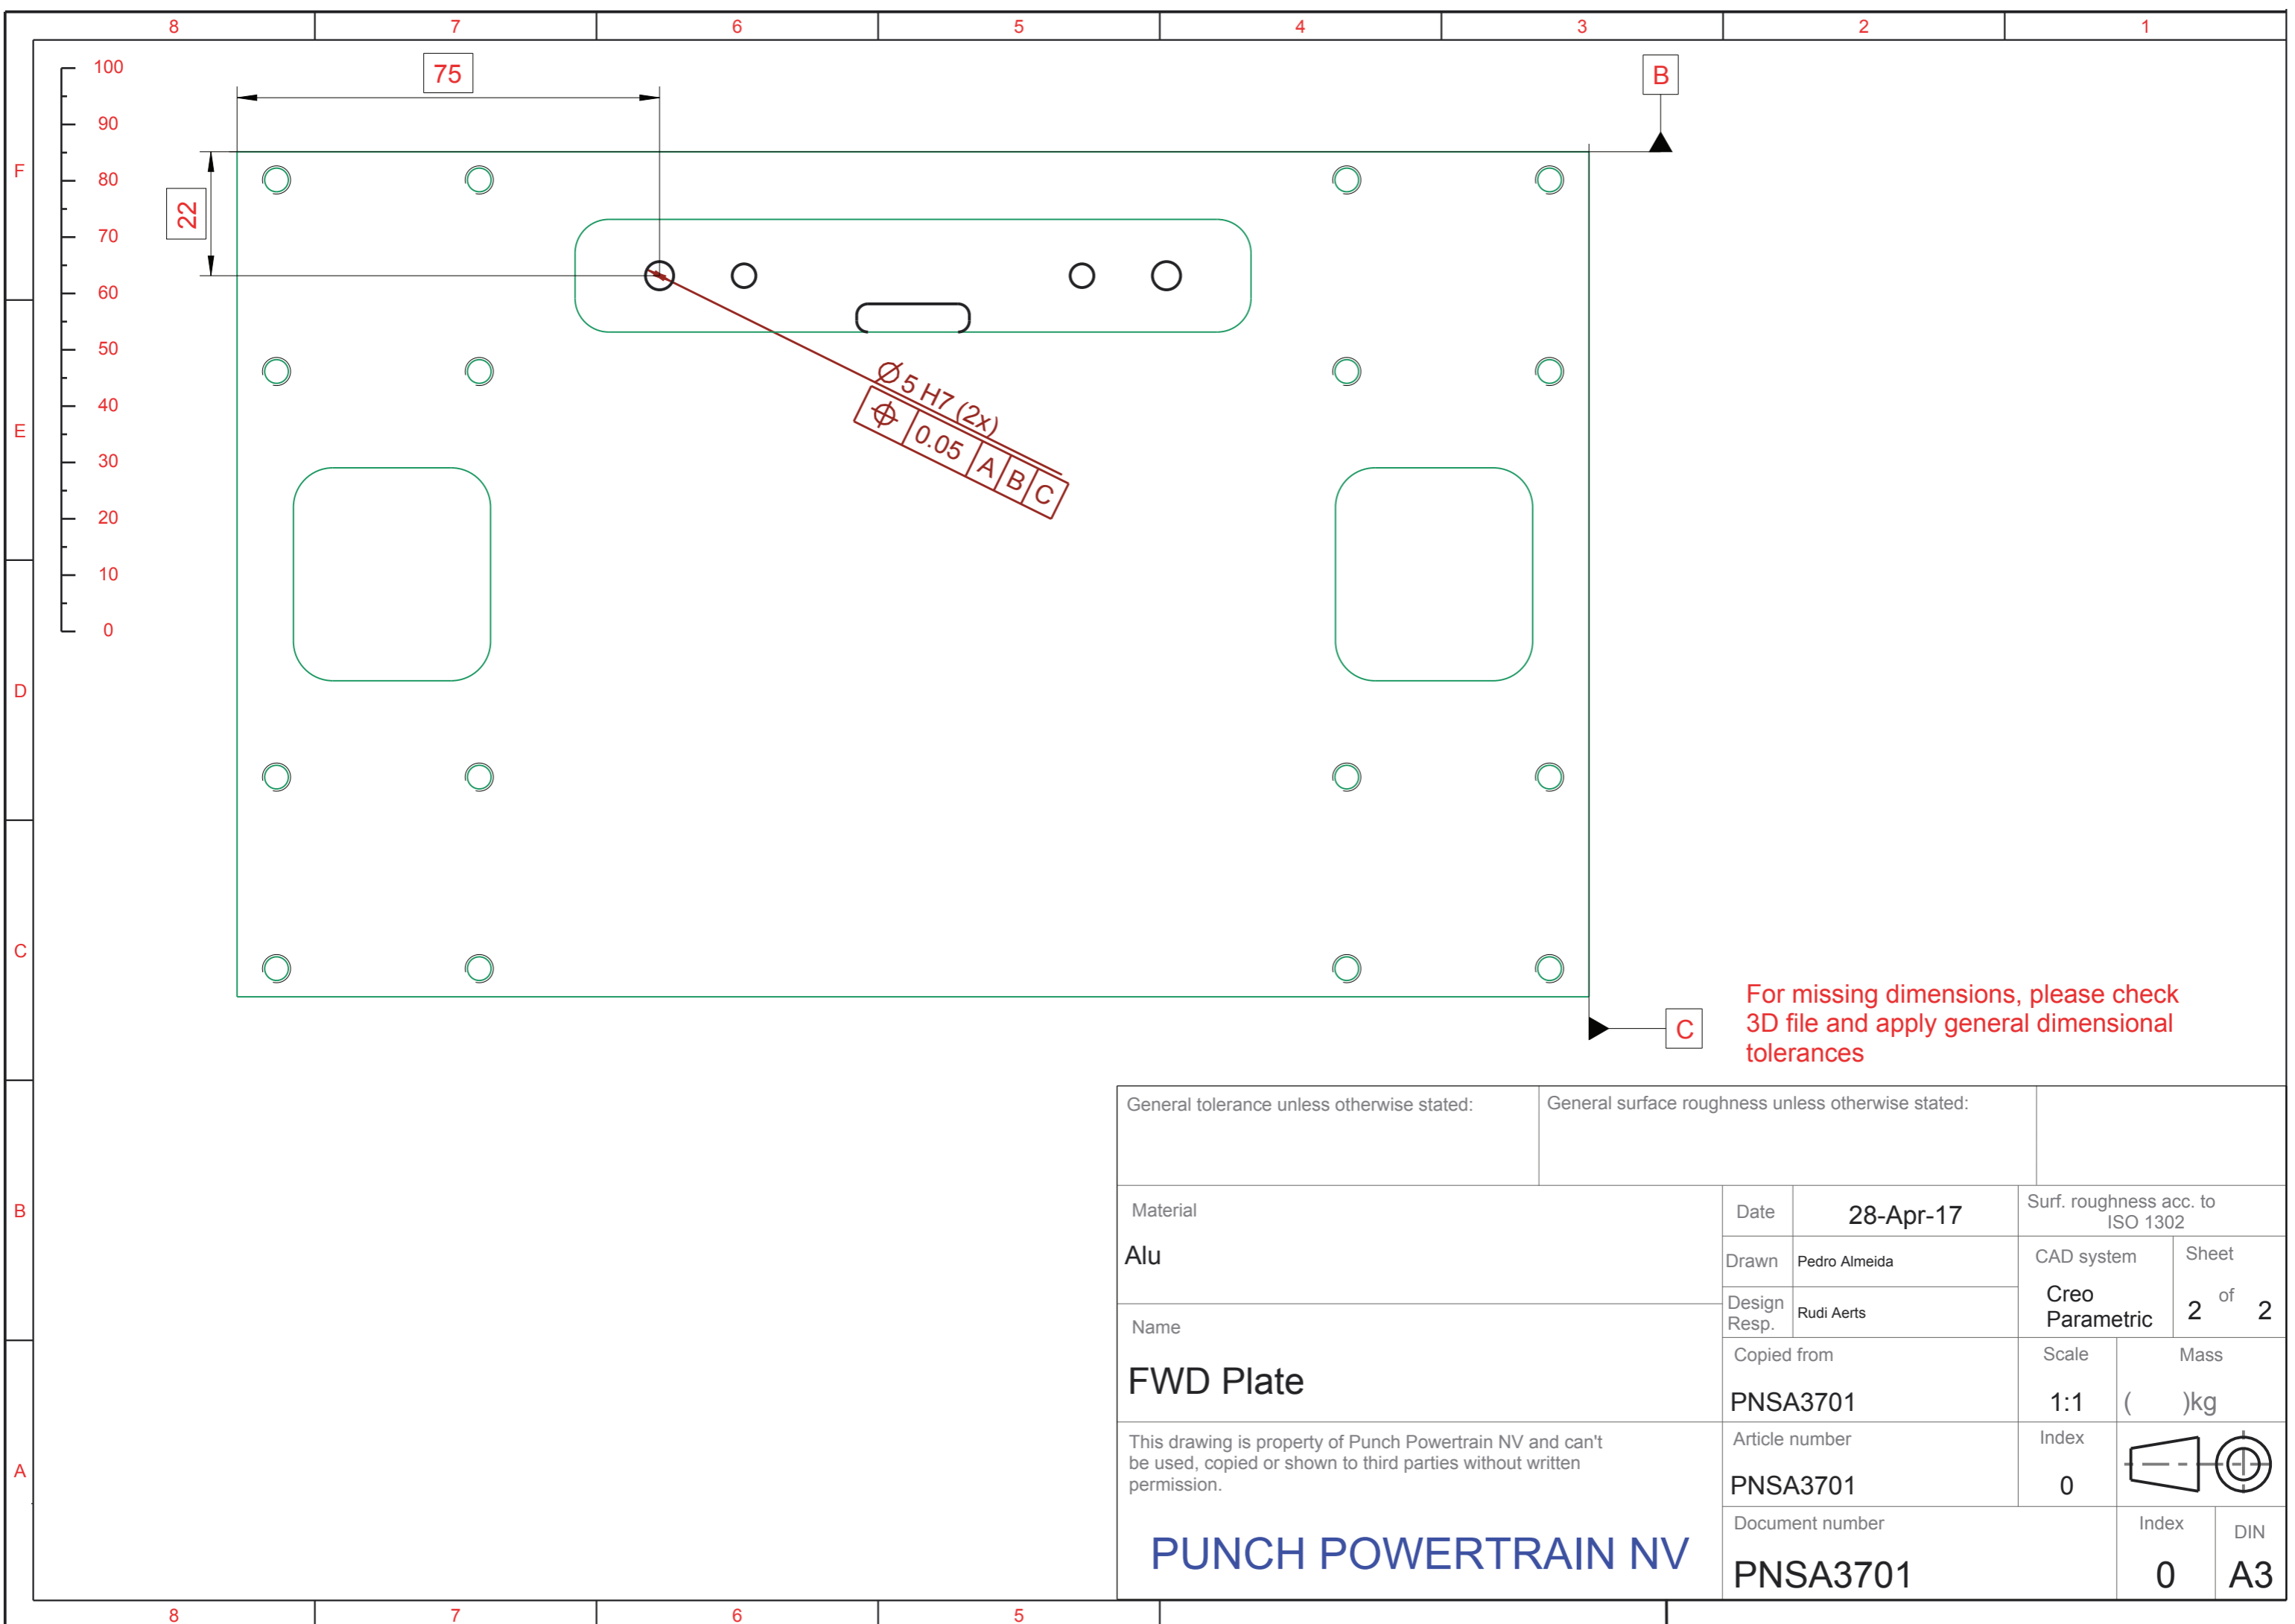 8 7 6 5 4 3 2 1
100
90
80
70
60
50
40
30
20
10
0
75
22
B
F
E
D
C
B
A
Ø5 H7 (2x)
⌖ 0.05 A B C
C
For missing dimensions, please check
3D file and apply general dimensional
tolerances
General tolerance unless otherwise stated:
General surface roughness unless otherwise stated:
Material
Alu
Date
28-Apr-17
Surf. roughness acc. to
ISO 1302
Drawn
Pedro Almeida
CAD system
Creo
Parametric
Sheet
2 of 2
Design
Resp.
Rudi Aerts
Name
FWD Plate
Copied from
PNSA3701
Scale
1:1
Mass
( )kg
This drawing is property of Punch Powertrain NV and can't
be used, copied or shown to third parties without written
permission.
Article number
PNSA3701
Index
0
PUNCH POWERTRAIN NV
Document number
PNSA3701
Index
0
DIN
A3
8 7 6 5